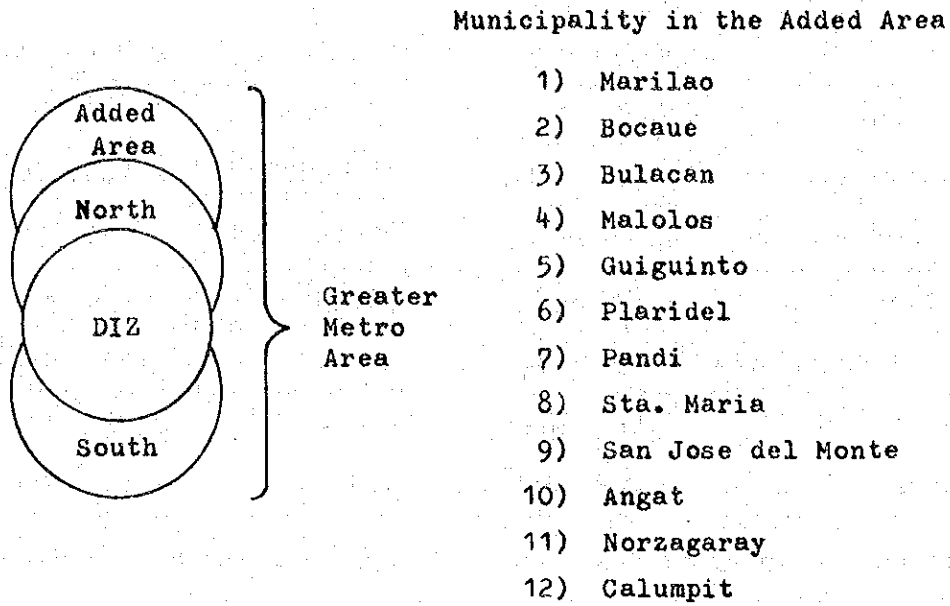 Municipality in the Added Area
Added
Area
North
DIZ
South
Greater
Metro
Area
1) Marilao
2) Bocaue
3) Bulacan
4) Malolos
5) Guiguinto
6) Plaridel
7) Pandi
8) Sta. Maria
9) San Jose del Monte
10) Angat
11) Norzagaray
12) Calumpit